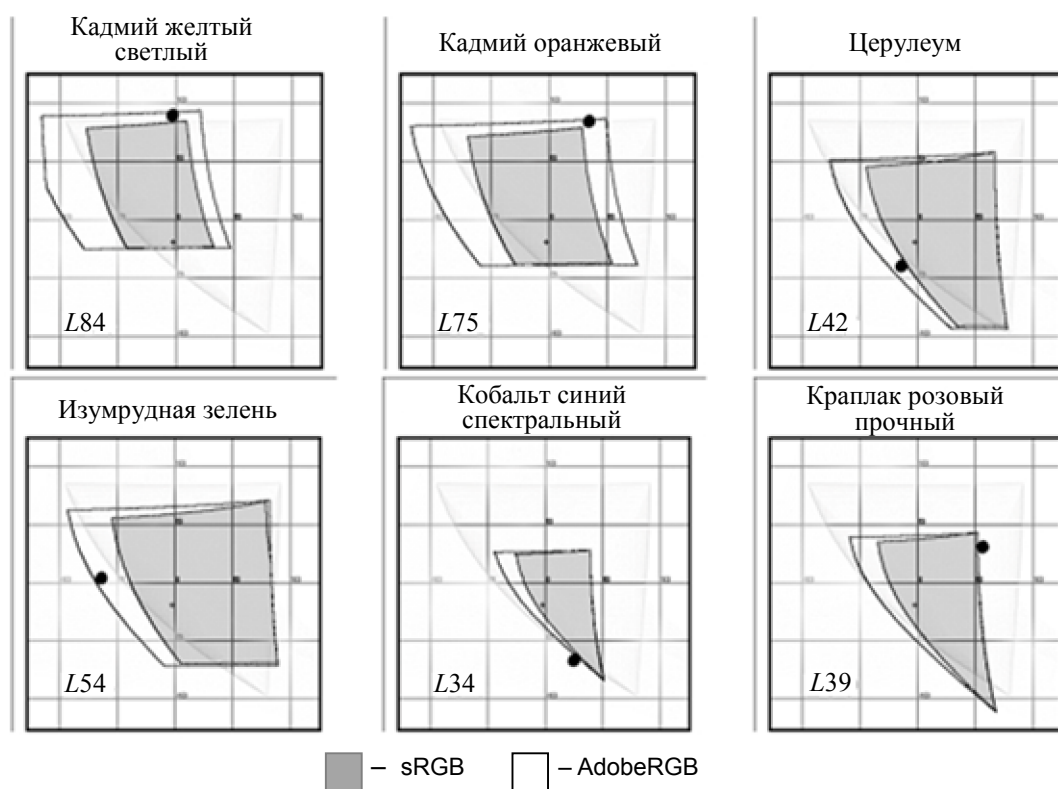 Кадмий желтый
светлый
L84
Кадмий оранжевый
L75
Церулеум
L42
Изумрудная зелень
L54
Кобальт синий
спектральный
L34
Краплак розовый
прочный
L39
– sRGB
– AdobeRGB